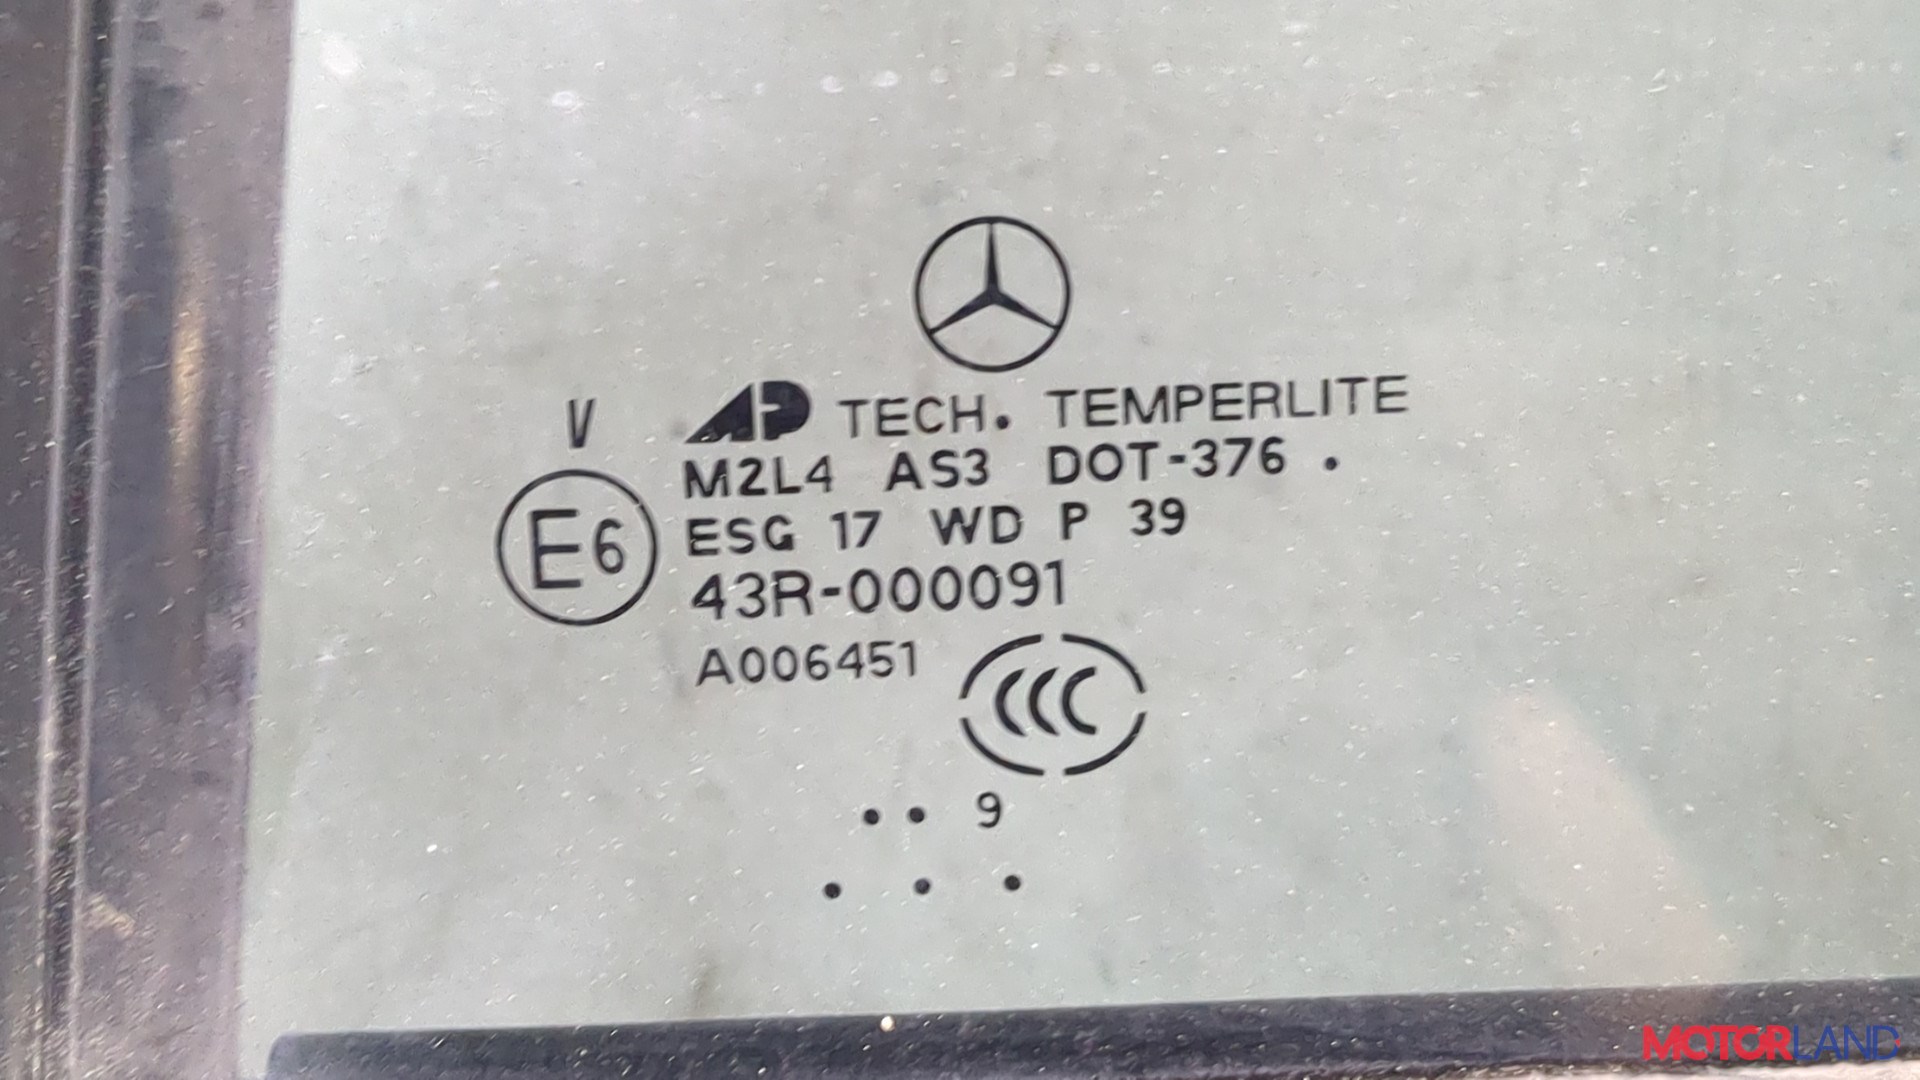 V AP TECH. TEMPERLITE
M2L4 AS3 DOT-376 .
ESG 17 WD P 39
E6
43R-000091
A006451
CCC
. . 9
. . .
MOTORLAND